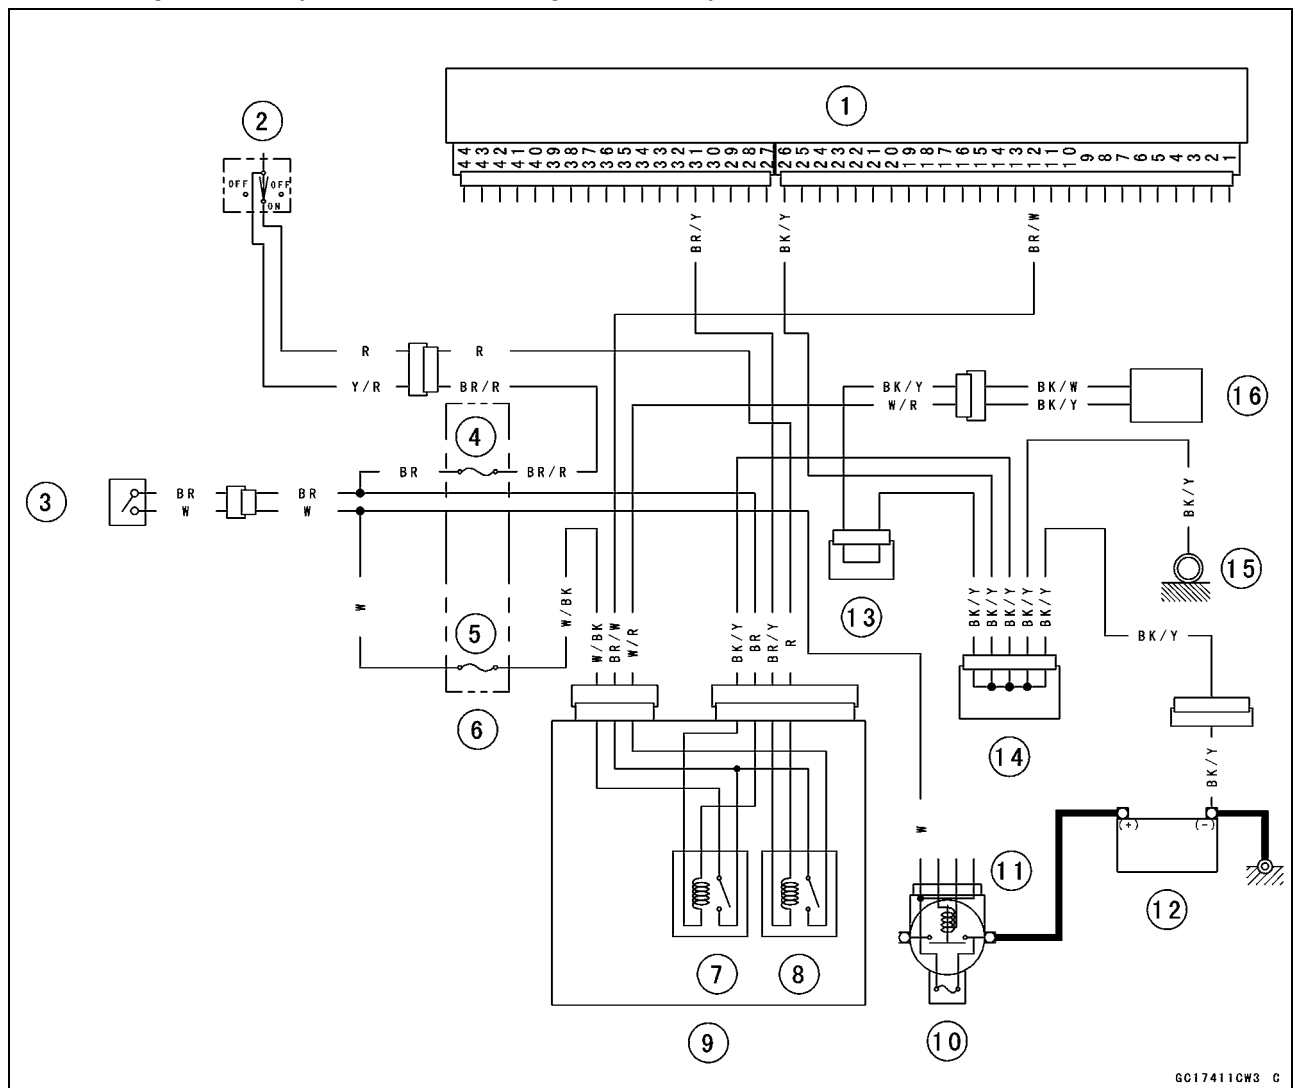 1
2
44 43 42 41 40 39 38 37 36 35 34 33 32 31 30 29 28 27 26 25 24 23 22 21 20 19 18 17 16 15 14 13 12 11 10 9 8 7 6 5 4 3 2 1
OFF OFF
ON
BR/Y BK/Y BR/W
R R
Y/R BR/R
BK/Y BK/W
W/R BK/Y
16
4
BR BR/R
3
BR BR
W W
BK/Y
15
13
W W/BK
5
W/BK BR/W W/R BK/Y BR BR/Y R
BK/Y BK/Y BK/Y BK/Y BK/Y
BK/Y
6
14
BK/Y
W
(+) (-)
11
12
7 8
9
10
GC17411CW3 C